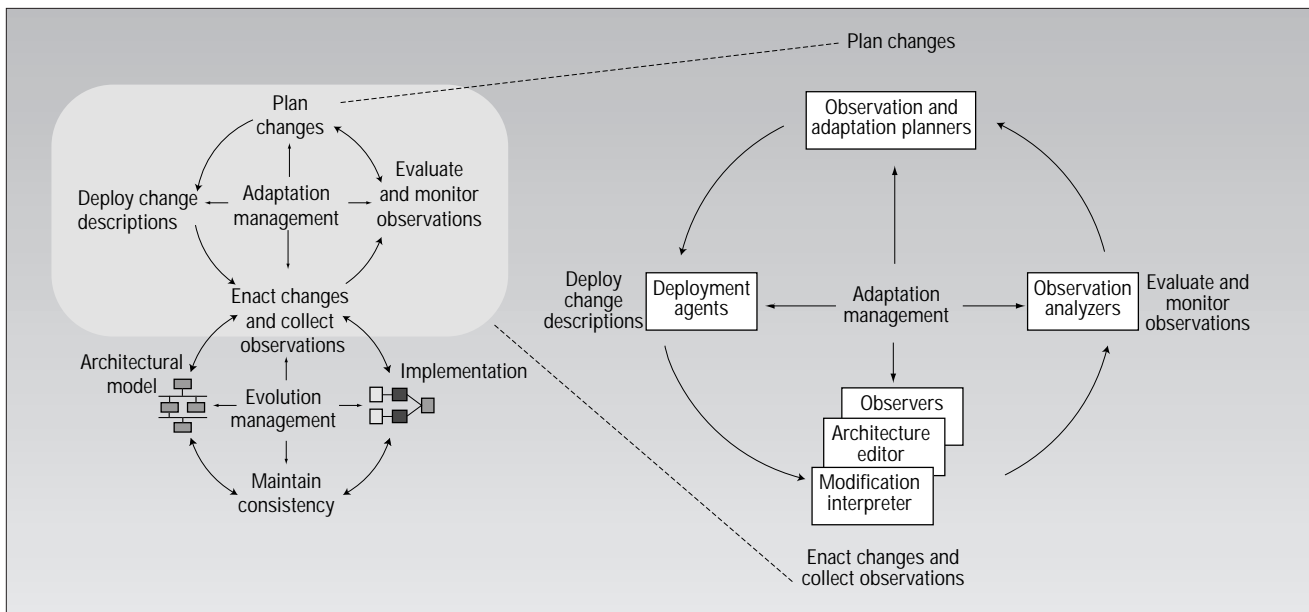 Plan
changes
Deploy change
descriptions
Adaptation
management
Evaluate
and monitor
observations
Enact changes
and collect
observations
Architectural
model
Evolution
management
Implementation
Maintain
consistency
Plan changes
Observation and
adaptation planners
Deploy
change
descriptions
Deployment
agents
Adaptation
management
Observation
analyzers
Evaluate and
monitor
observations
Observers
Architecture
editor
Modification
interpreter
Enact changes and
collect observations